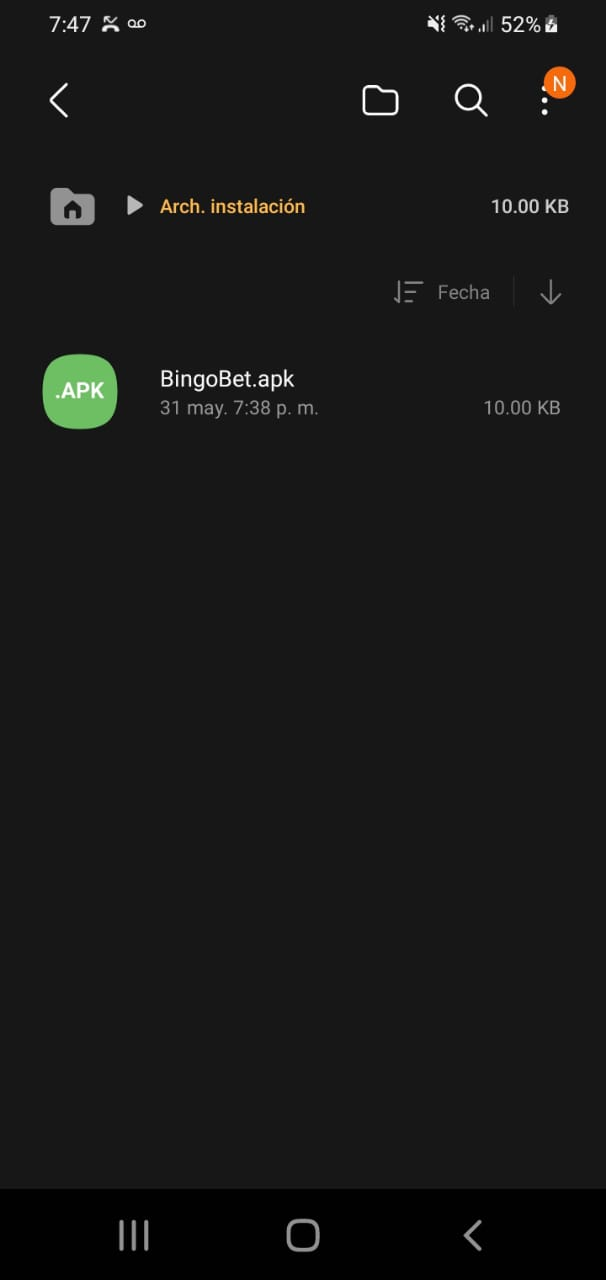 7:47 52%
N
Arch. instalación 10.00 KB
Fecha
.APK
BingoBet.apk
31 may. 7:38 p. m. 10.00 KB